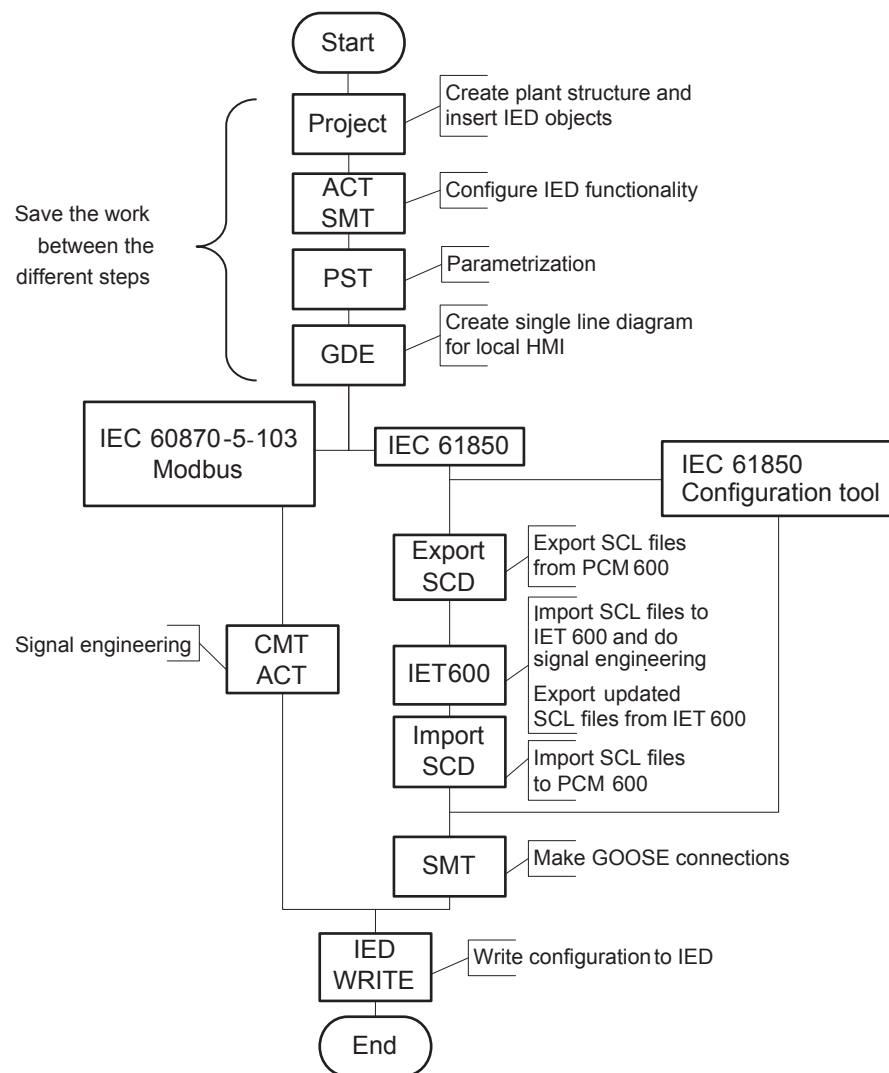 Start
Project
Create plant structure and
insert IED objects
ACT
SMT
Configure IED functionality
Save the work
between the
different steps
PST
Parametrization
GDE
Create single line diagram
for local HMI
IEC 60870-5-103
Modbus
IEC 61850
IEC 61850
Configuration tool
Export
SCD
Export SCL files
from PCM 600
Signal engineering
CMT
ACT
IET600
Import SCL files to
IET 600 and do
signal engineering
Export updated
SCL files from IET 600
Import
SCD
Import SCL files
to PCM 600
SMT
Make GOOSE connections
IED
WRITE
Write configuration to IED
End